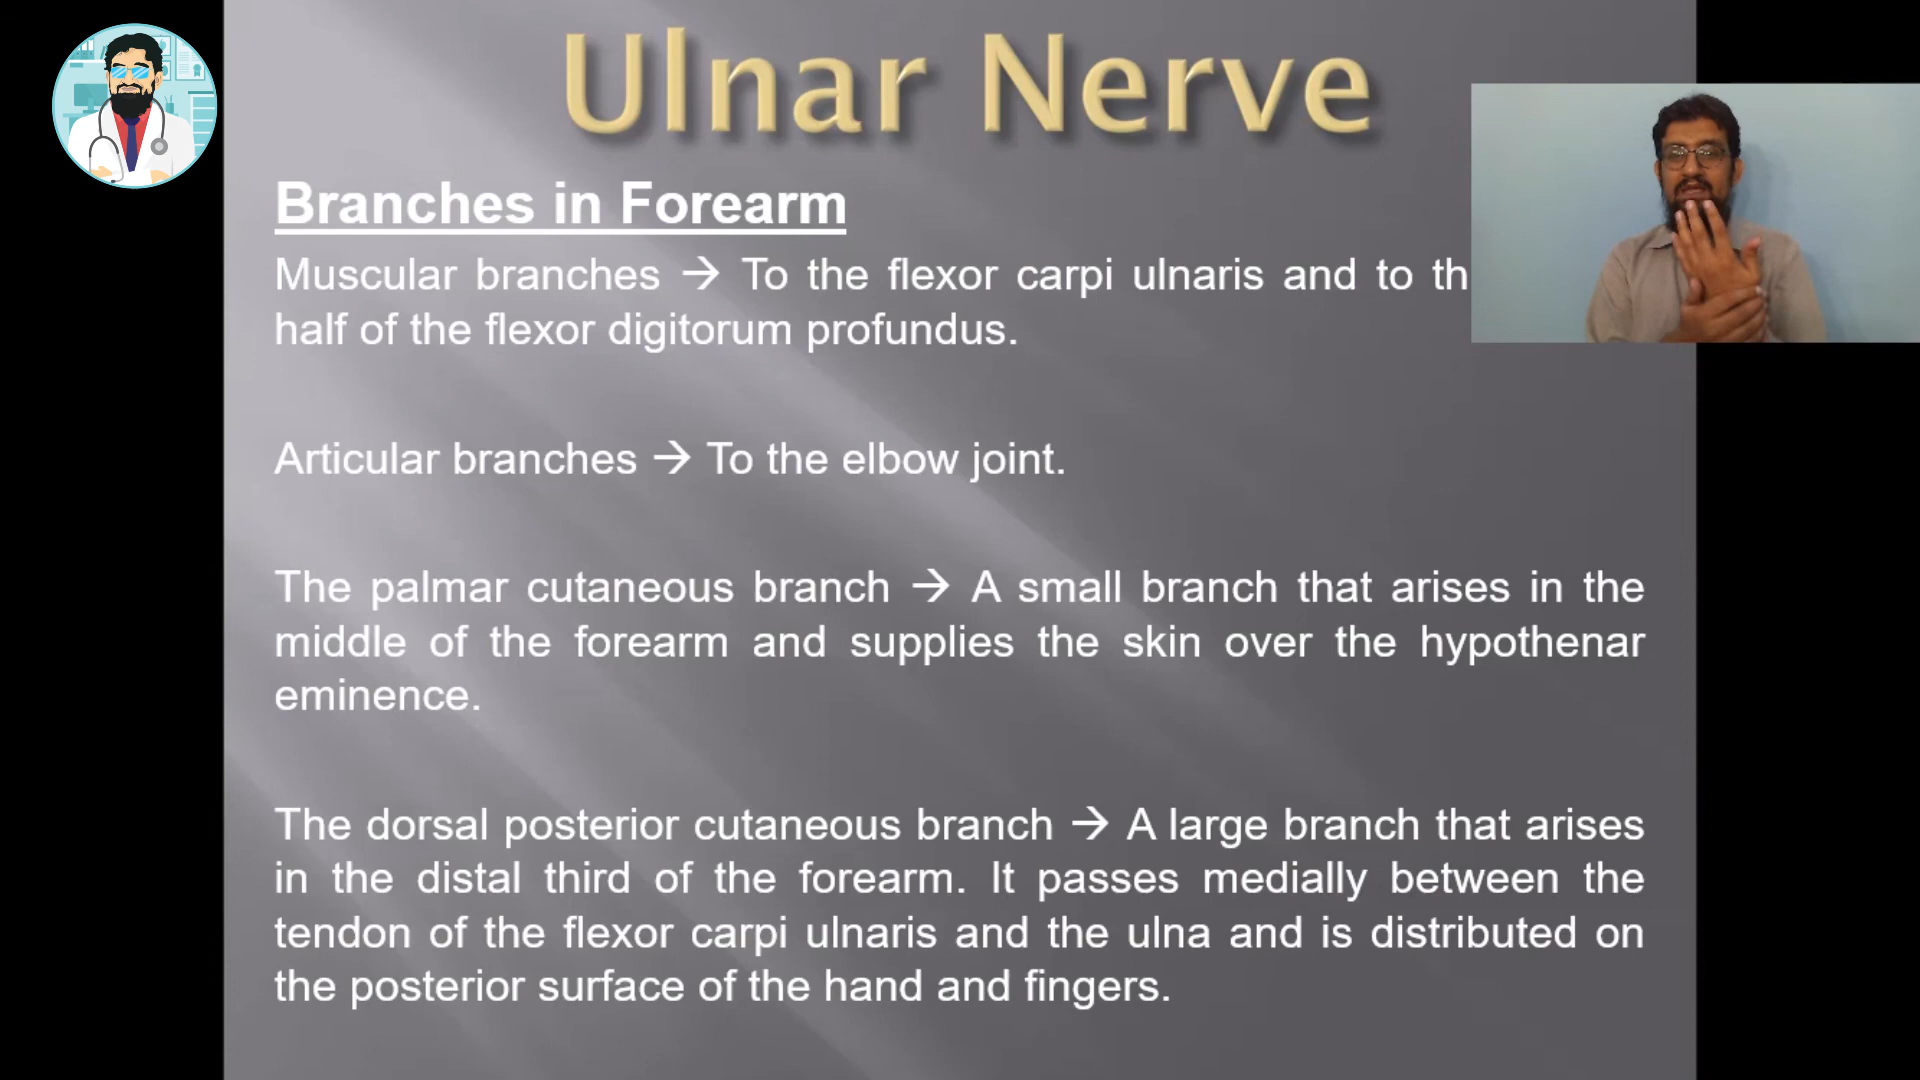 Ulnar Nerve
Branches in Forearm
Muscular branches → To the flexor carpi ulnaris and to th
half of the flexor digitorum profundus.
Articular branches → To the elbow joint.
The palmar cutaneous branch → A small branch that arises in the
middle of the forearm and supplies the skin over the hypothenar
eminence.
The dorsal posterior cutaneous branch → A large branch that arises
in the distal third of the forearm. It passes medially between the
tendon of the flexor carpi ulnaris and the ulna and is distributed on
the posterior surface of the hand and fingers.